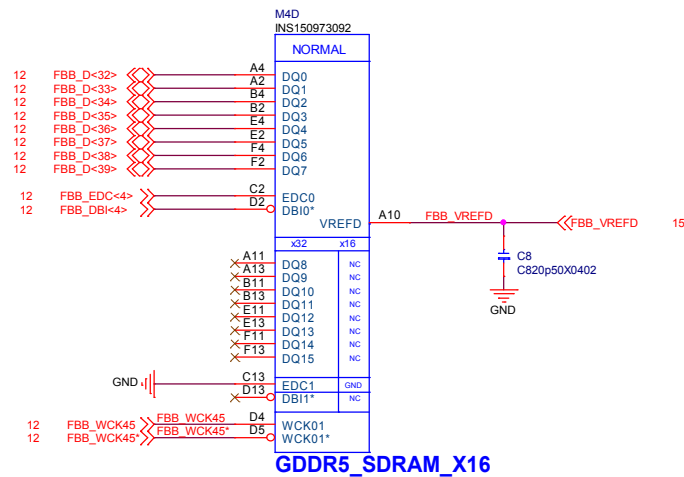 M4D
INS150973092
NORMAL
12 FBB_D<32> A4 DQ0
12 FBB_D<33> A2 DQ1
12 FBB_D<34> B4 DQ2
12 FBB_D<35> B2 DQ3
12 FBB_D<36> E4 DQ4
12 FBB_D<37> E2 DQ5
12 FBB_D<38> F4 DQ6
12 FBB_D<39> F2 DQ7
12 FBB_EDC<4> C2 EDC0
12 FBB_DBI<4> D2 DBI0*
VREFD A10 FBB_VREFD FBB_VREFD 15
x32 x16
C8
C820p50X0402
GND
A11 DQ8 NC
A13 DQ9 NC
B11 DQ10 NC
B13 DQ11 NC
E11 DQ12 NC
E13 DQ13 NC
F11 DQ14 NC
F13 DQ15 NC
GND C13 EDC1 GND
D13 DBI1* NC
12 FBB_WCK45 FBB_WCK45 D4 WCK01
12 FBB_WCK45* FBB_WCK45* D5 WCK01*
GDDR5_SDRAM_X16